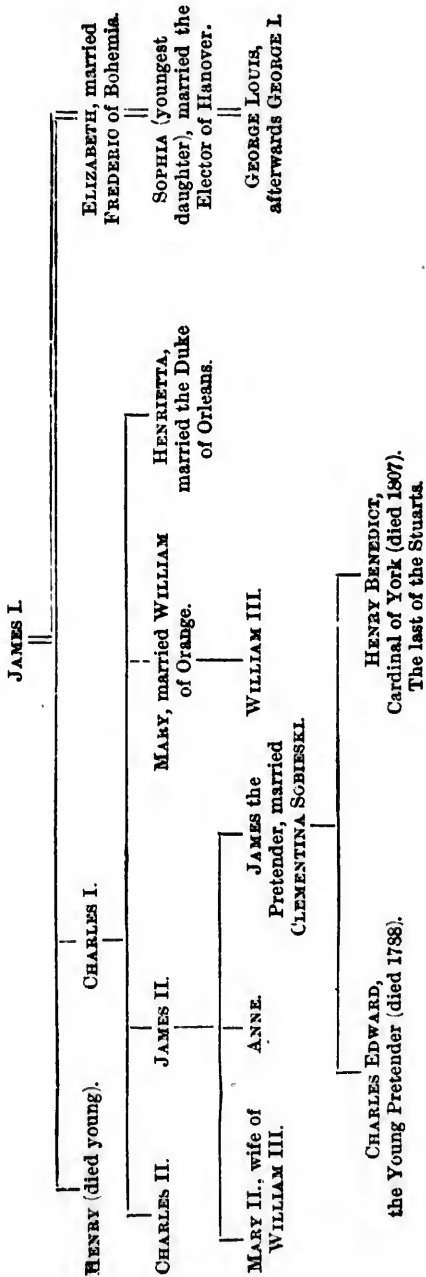 JAMES I.
HENRY (died young).
CHARLES I.
ELIZABETH, married
FREDERIC of Bohemia.
CHARLES II.
JAMES II.
MARY, married WILLIAM
of Orange.
HENRIETTA,
married the Duke
of Orleans.
SOPHIA (youngest
daughter), married the
Elector of Hanover.
MARY II., wife of
WILLIAM III.
ANNE.
JAMES the
Pretender, married
CLEMENTINA SOBIESKI.
WILLIAM III.
GEORGE LOUIS,
afterwards GEORGE I.
CHARLES EDWARD,
the Young Pretender (died 1788).
HENRY BENEDICT,
Cardinal of York (died 1807).
The last of the Stuarts.